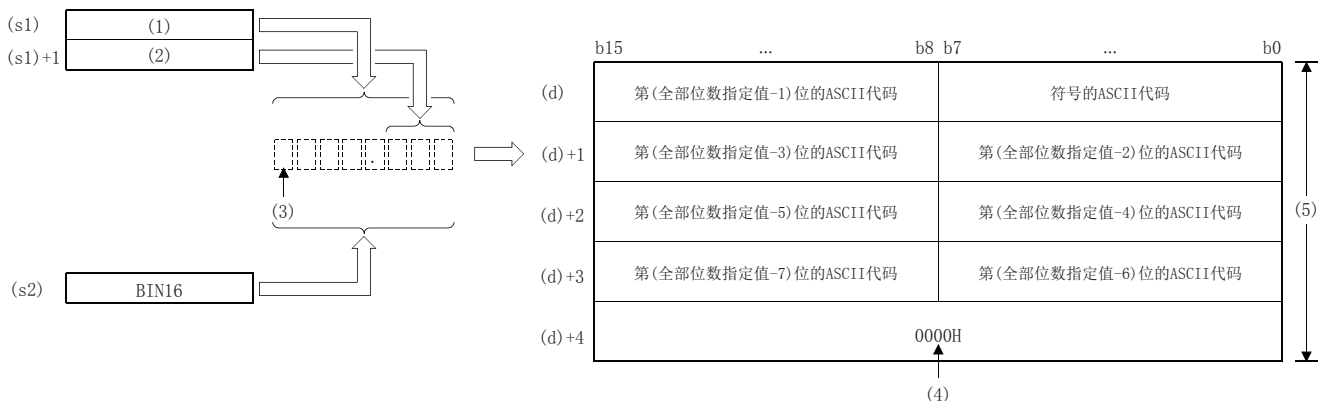 (s1) (1)
(s1)+1 (2)
b15 ... b8 b7 ... b0
(d) 第(全部位数指定值-1)位的ASCII代码 符号的ASCII代码
.
(d)+1 第(全部位数指定值-3)位的ASCII代码 第(全部位数指定值-2)位的ASCII代码
(3)
(d)+2 第(全部位数指定值-5)位的ASCII代码 第(全部位数指定值-4)位的ASCII代码
(5)
(d)+3 第(全部位数指定值-7)位的ASCII代码 第(全部位数指定值-6)位的ASCII代码
(s2) BIN16
(d)+4 0000H
(4)